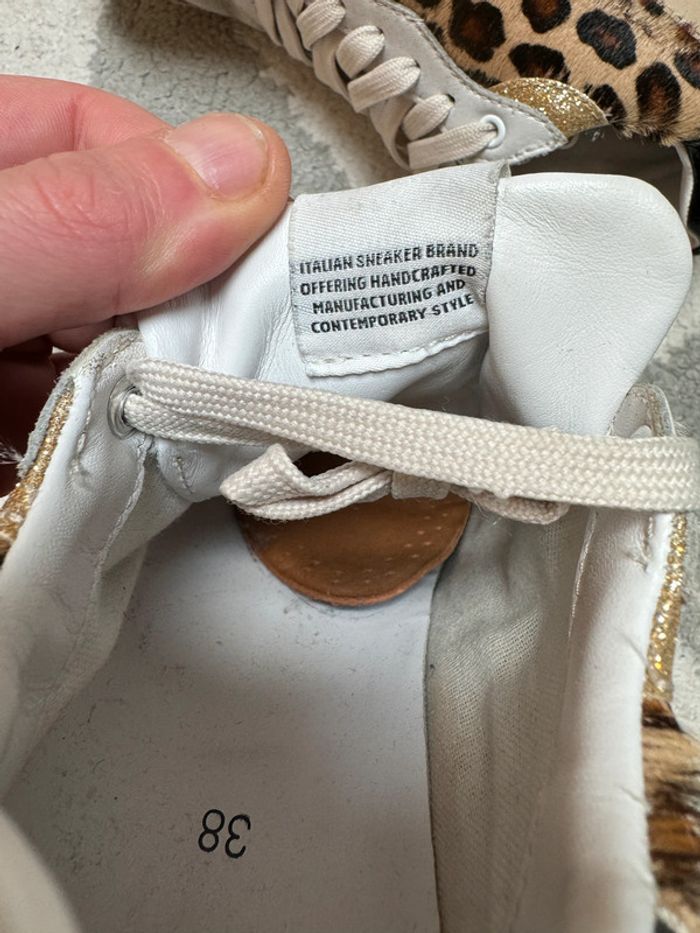 ITALIAN SNEAKER BRAND
OFFERING HANDCRAFTED
MANUFACTURING AND
CONTEMPORARY STYLE
38